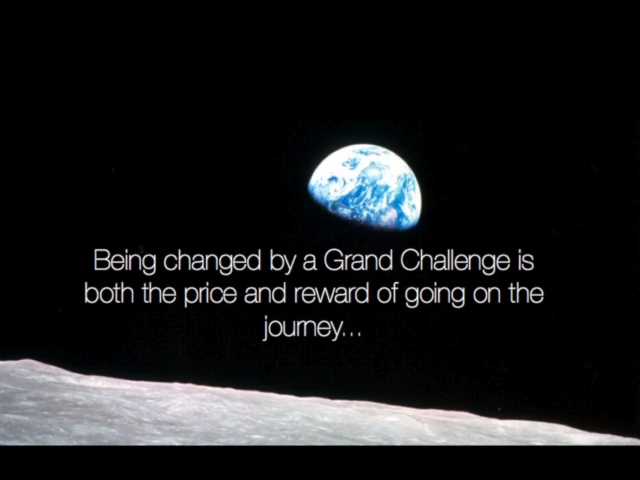 Being changed by a Grand Challenge is
both the price and reward of going on the
journey...